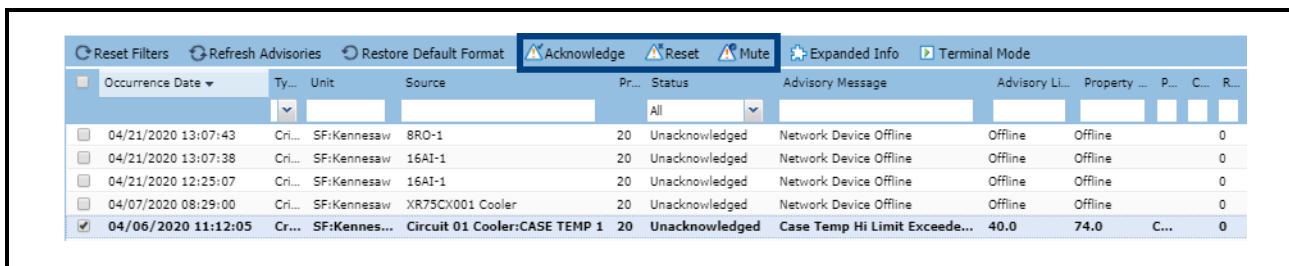 Reset Filters Refresh Advisories Restore Default Format Acknowledge Reset Mute Expanded Info Terminal Mode
Occurrence Date Ty... Unit Source Pr... Status Advisory Message Advisory Li... Property ... P... C... R...
All
04/21/2020 13:07:43 Cri... SF:Kennesaw 8RO-1 20 Unacknowledged Network Device Offline Offline Offline 0
04/21/2020 13:07:38 Cri... SF:Kennesaw 16AI-1 20 Unacknowledged Network Device Offline Offline Offline 0
04/21/2020 12:25:07 Cri... SF:Kennesaw 16AI-1 20 Unacknowledged Network Device Offline Offline Offline 0
04/07/2020 08:29:00 Cri... SF:Kennesaw XR75CX001 Cooler 20 Unacknowledged Network Device Offline Offline Offline 0
04/06/2020 11:12:05 Cr... SF:Kennes... Circuit 01 Cooler:CASE TEMP 1 20 Unacknowledged Case Temp Hi Limit Exceede... 40.0 74.0 C... 0